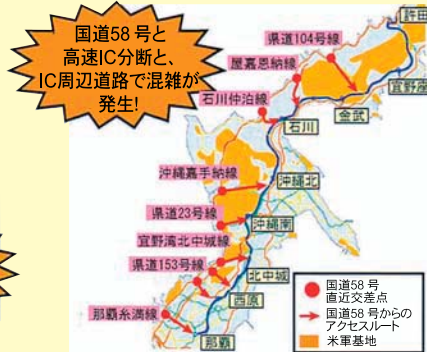 国道58号と
高速IC分断と、
IC周辺道路で混雑が
発生!
県道104号線
屋嘉恩納線
石川仲泊線
許田
宜野座
金武
石川
沖縄嘉手納線
沖縄北
県道23号線
沖縄南
宜野湾北中城線
県道153号線
北中城
西原
那覇糸満線
那覇
国道58号
直近交差点
国道58号からの
アクセスルート
米軍基地